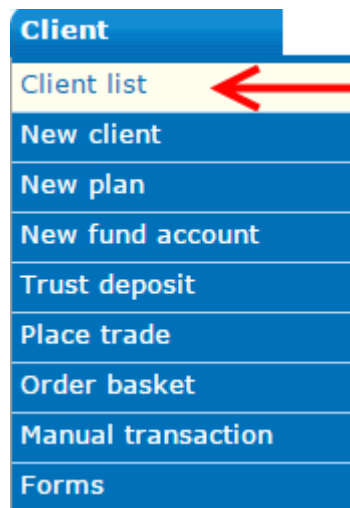 Client
Client list
New client
New plan
New fund account
Trust deposit
Place trade
Order basket
Manual transaction
Forms